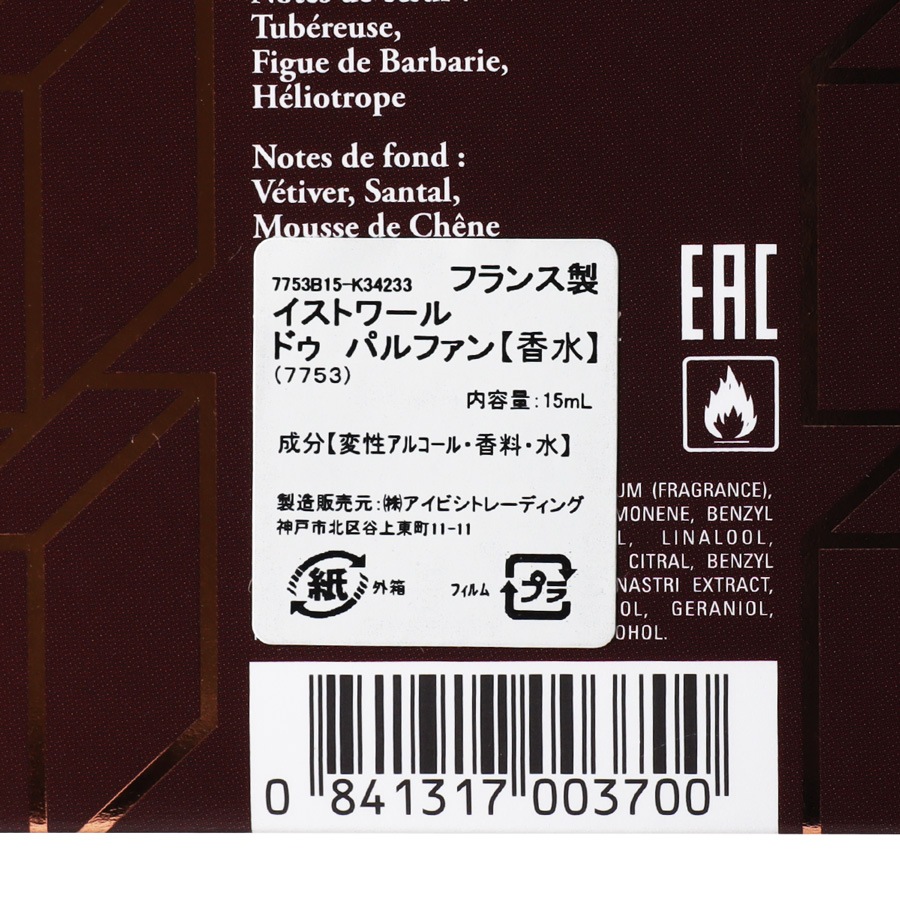 Notes de cœur :
Tubéreuse,
Figue de Barbarie,
Héliotrope
Notes de fond :
Vétiver, Santal,
Mousse de Chêne
EAC
7753B15-K34233 フランス製
イストワール
ドゥ パルファン【香水】
(7753)
内容量:15mL
成分【変性アルコール・香料・水】
製造販売元:㈱アイビシトレーディング
神戸市北区谷上東町11-11
紙 外箱 フィルム プラ
(FRAGRANCE),
BENZYL
LINALOOL,
CITRAL, BENZYL
EXTRACT,
GERANIOL,
0 841317 003700